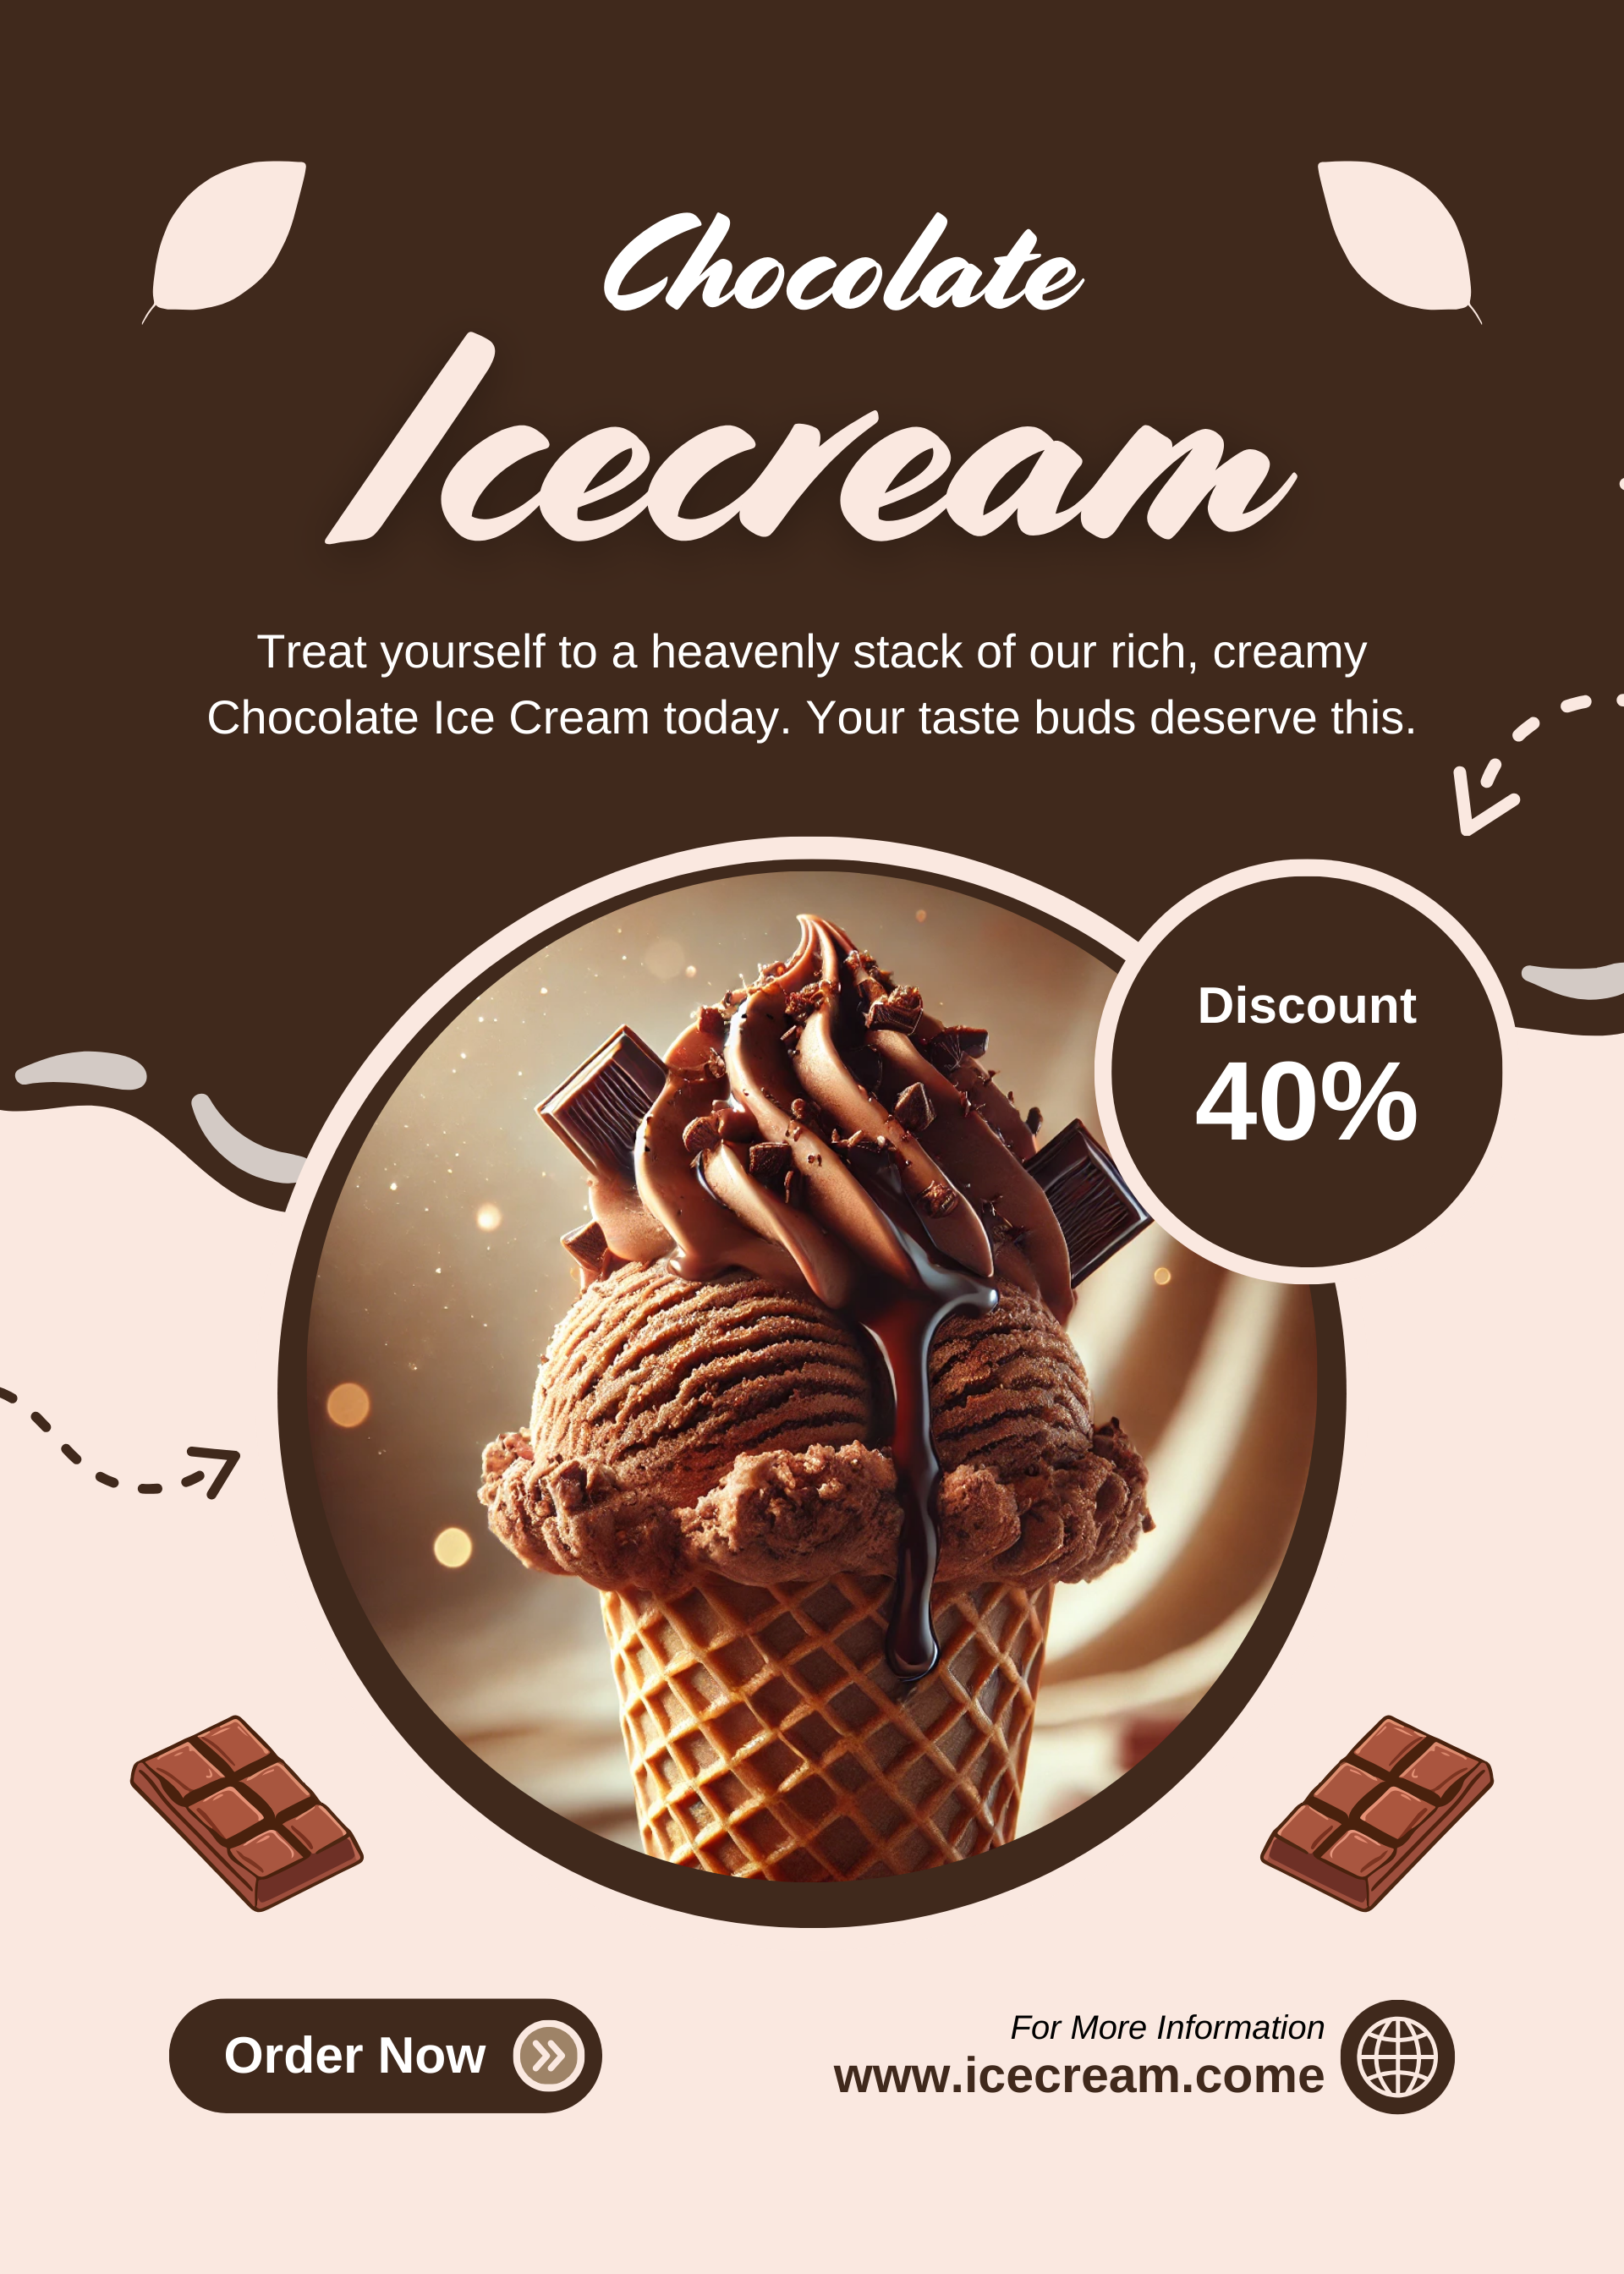 Chocolate
Icecream
Treat yourself to a heavenly stack of our rich, creamy
Chocolate Ice Cream today. Your taste buds deserve this.
Discount
40%
Order Now
For More Information
www.icecream.come